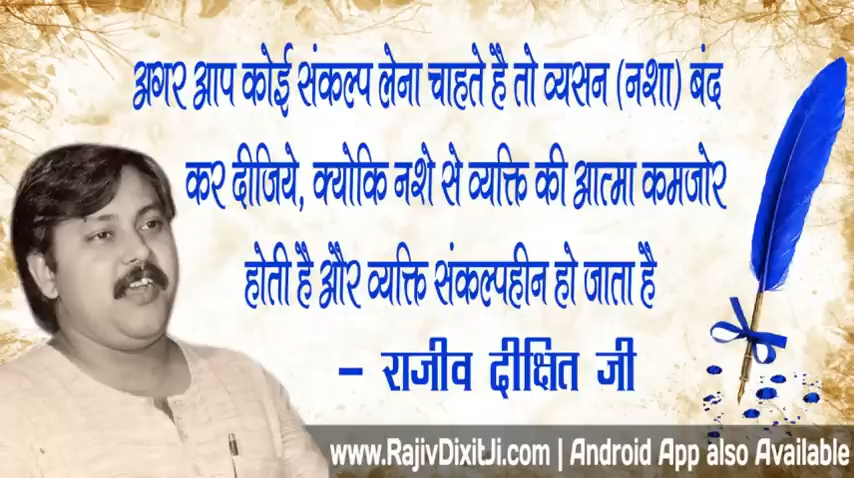 अगर आप कोई संकल्प लेना चाहते है तो व्यसन (नशा) बंद
कर दीजिये, क्योकि नशे से व्यक्ति की आत्मा कमजोर
होती है और व्यक्ति संकल्पहीन हो जाता है
– राजीव दीक्षित जी
www.RajivDixitJi.com | Android App also Available